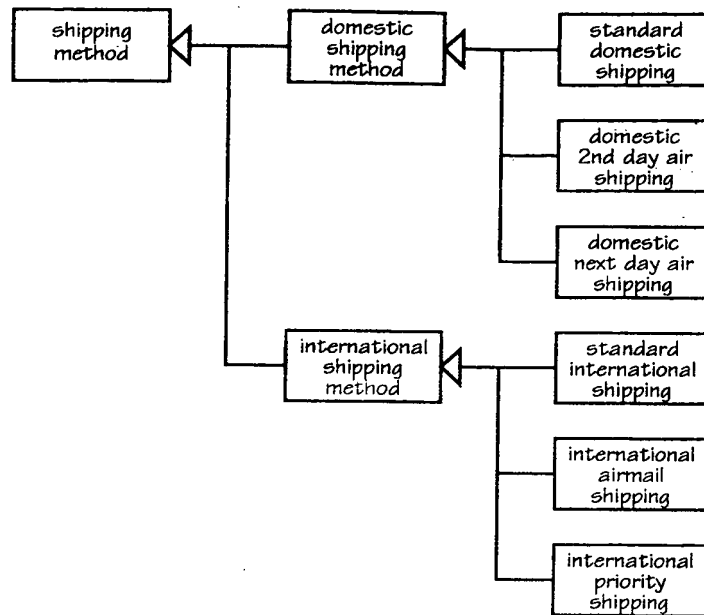 shipping
method
domestic
shipping
method
standard
domestic
shipping
domestic
2nd day air
shipping
domestic
next day air
shipping
international
shipping
method
standard
international
shipping
international
airmail
shipping
international
priority
shipping